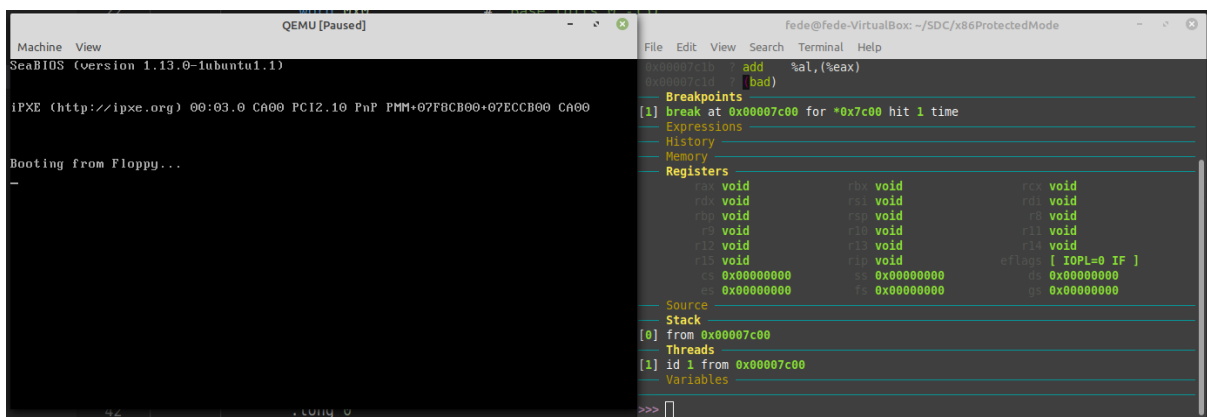 QEMU [Paused]
Machine View
SeaBIOS (version 1.13.0-1ubuntu1.1)
iPXE (http://ipxe.org) 00:03.0 CA00 PCI2.10 PnP PMM+07F8CB00+07ECCB00 CA00
Booting from Floppy...
42 .long 0
fede@fede-VirtualBox: ~/SDC/x86ProtectedMode
File Edit View Search Terminal Help
0x00007c1b ? add %al,(%eax)
0x00007c1d ? (bad)
Breakpoints
[1] break at 0x00007c00 for *0x7c00 hit 1 time
Expressions
History
Memory
Registers
rax void rbx void rcx void
rdx void rsi void rdi void
rbp void rsp void r8 void
r9 void r10 void r11 void
r12 void r13 void r14 void
r15 void rip void eflags [ IOPL=0 IF ]
cs 0x00000000 ss 0x00000000 ds 0x00000000
es 0x00000000 fs 0x00000000 gs 0x00000000
Source
Stack
[0] from 0x00007c00
Threads
[1] id 1 from 0x00007c00
Variables
>>>